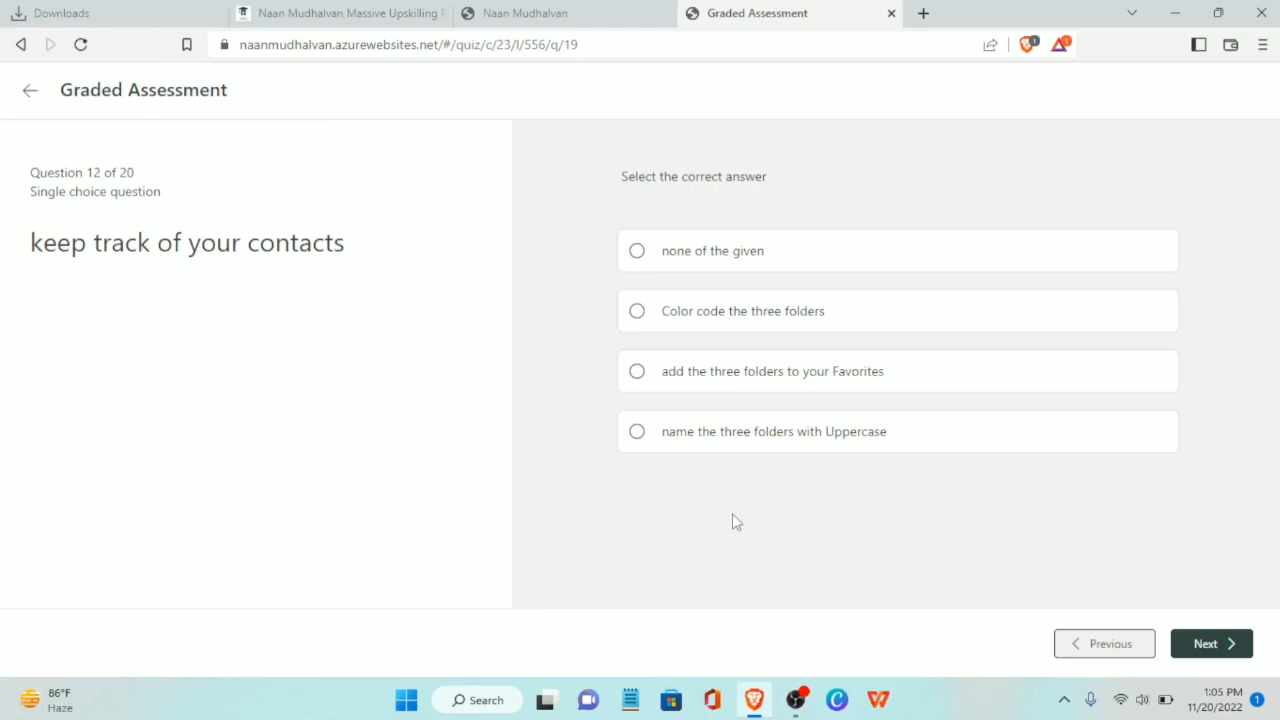 Downloads
Naan Mudhalvan Massive Upskilling P
Naan Mudhalvan
Graded Assessment
naanmudhalvan.azurewebsites.net/#/quiz/c/23/l/556/q/19
1
1
Graded Assessment
Question 12 of 20
Single choice question
keep track of your contacts
Select the correct answer
none of the given
Color code the three folders
add the three folders to your Favorites
name the three folders with Uppercase
Previous
Next
86°F
Haze
Search
1:05 PM
11/20/2022
1